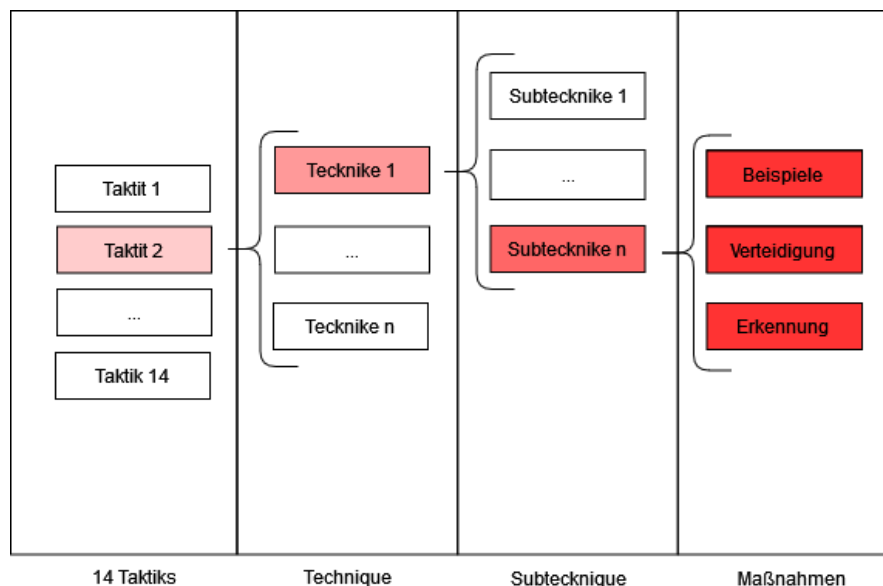 Taktit 1
Taktit 2
...
Taktik 14
Tecknike 1
...
Tecknike n
Subtecknike 1
...
Subtecknike n
Beispiele
Verteidigung
Erkennung
14 Taktiks
Technique
Subtecknique
Maßnahmen